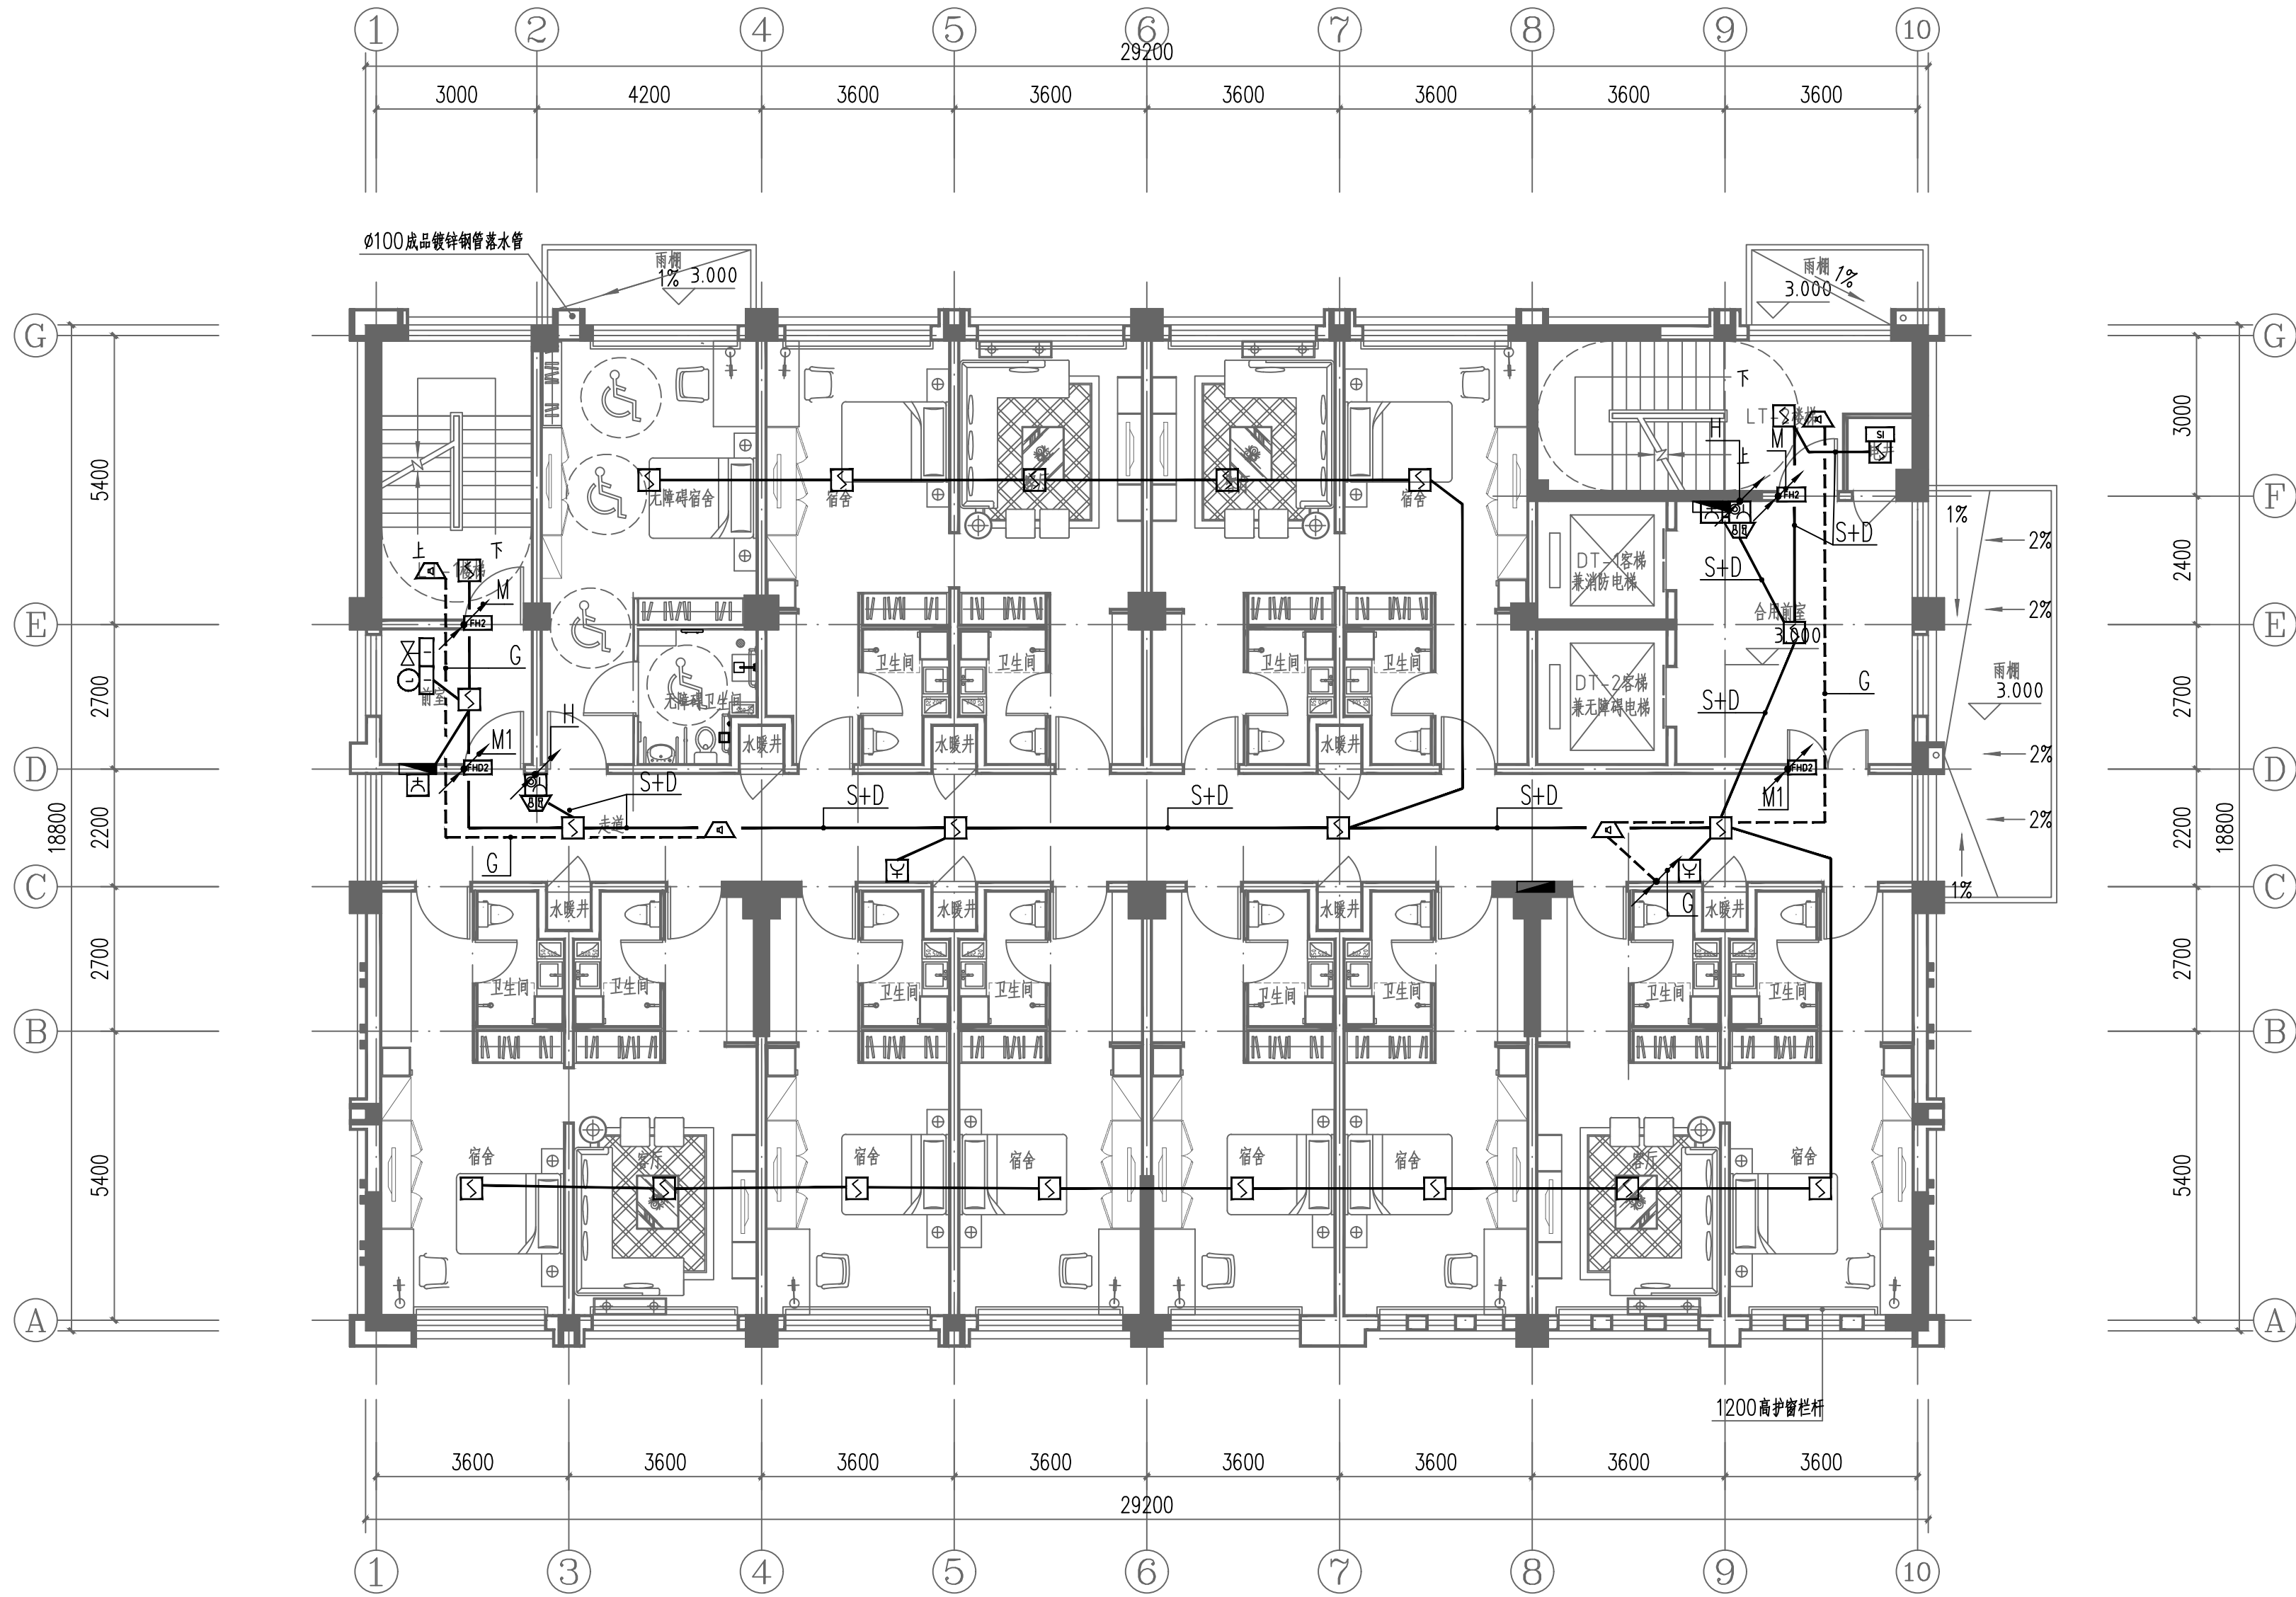 1 2 4 5 6 7 8 9 10
29200
3000 4200 3600 3600 3600 3600 3600 3600
ø100成品镀锌钢管落水管
雨棚
1% 3.000
雨棚 1%
3.000
G G
下
LT-2楼梯
H M
SI
上
5400 3000
无障碍宿舍 宿舍 宿舍
FH2
F
1% 2%
S+D
上 下
S+D
DT-1客梯
兼消防电梯
2400
M
2%
合用前室
E FH2 E
3.000
G
卫生间 卫生间 卫生间 卫生间
雨棚
3.000
2700 前室 无障碍卫生间
DT-2客梯
兼无障碍电梯
S+D G 2700
H
M1
水暖井 水暖井 水暖井
2%
D FHD2 FHD2 D
S+D S+D S+D S+D M1
18800 2200 走道 2% 2200 18800
G
C C
1%
G
水暖井 水暖井 水暖井 水暖井
2700 2700
卫生间 卫生间 卫生间 卫生间 卫生间 卫生间 卫生间 卫生间
B B
宿舍 客厅 宿舍 宿舍 宿舍 宿舍 客厅 宿舍
5400 5400
A A
1200高护窗栏杆
3600 3600 3600 3600 3600 3600 3600 3600
29200
1 3 4 5 6 7 8 9 10